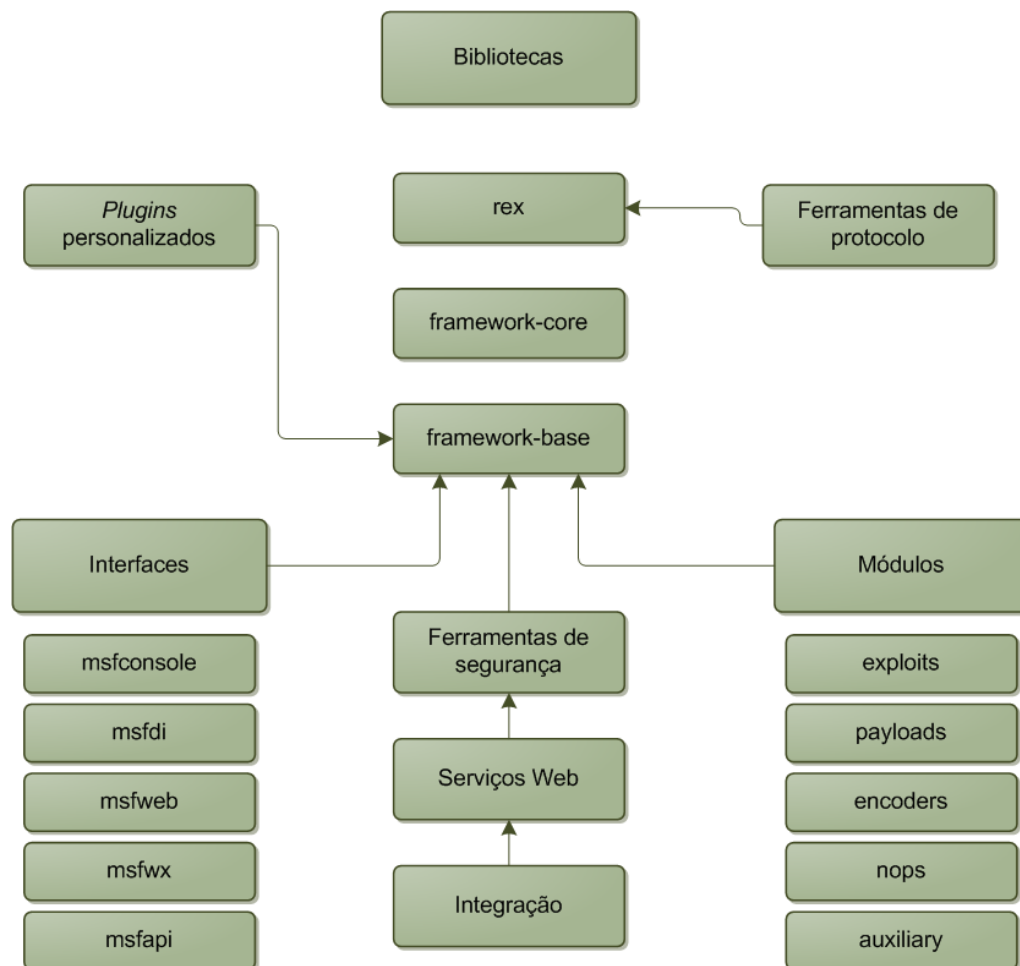 Bibliotecas
Plugins
personalizados
rex
Ferramentas de
protocolo
framework-core
framework-base
Interfaces
Módulos
Ferramentas de
segurança
msfconsole
msfdi
msfweb
msfwx
msfapi
Serviços Web
Integração
exploits
payloads
encoders
nops
auxiliary